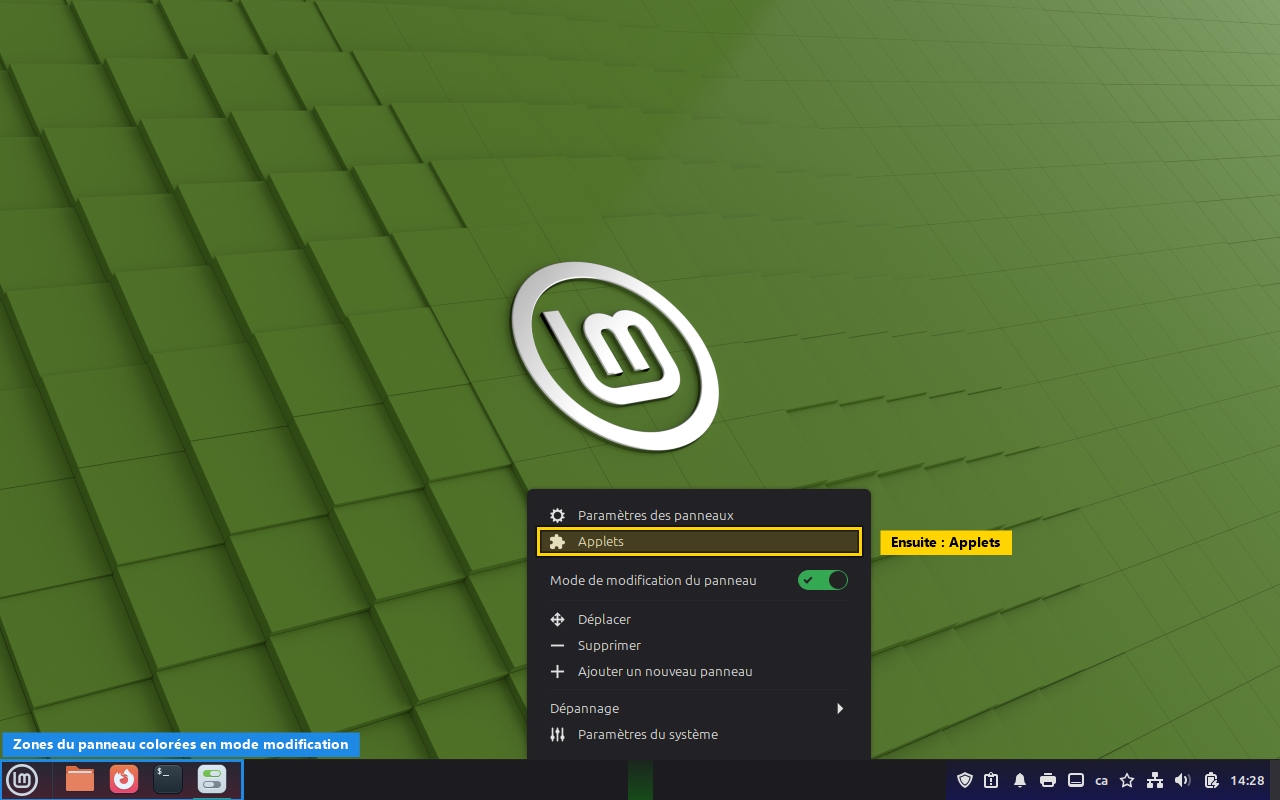 Paramètres des panneaux
Applets
Ensuite : Applets
Mode de modification du panneau
Déplacer
Supprimer
Ajouter un nouveau panneau
Dépannage
Paramètres du système
Zones du panneau colorées en mode modification
$_
ca
14:28